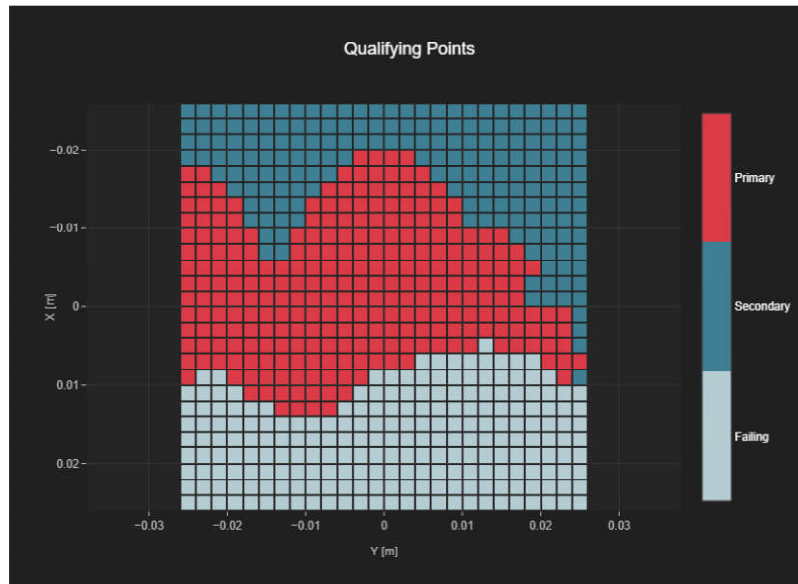 Qualifying Points
Primary
Secondary
Failing
X [m]
−0.02
−0.01
0
0.01
0.02
−0.03
−0.02
−0.01
0
0.01
0.02
0.03
Y [m]